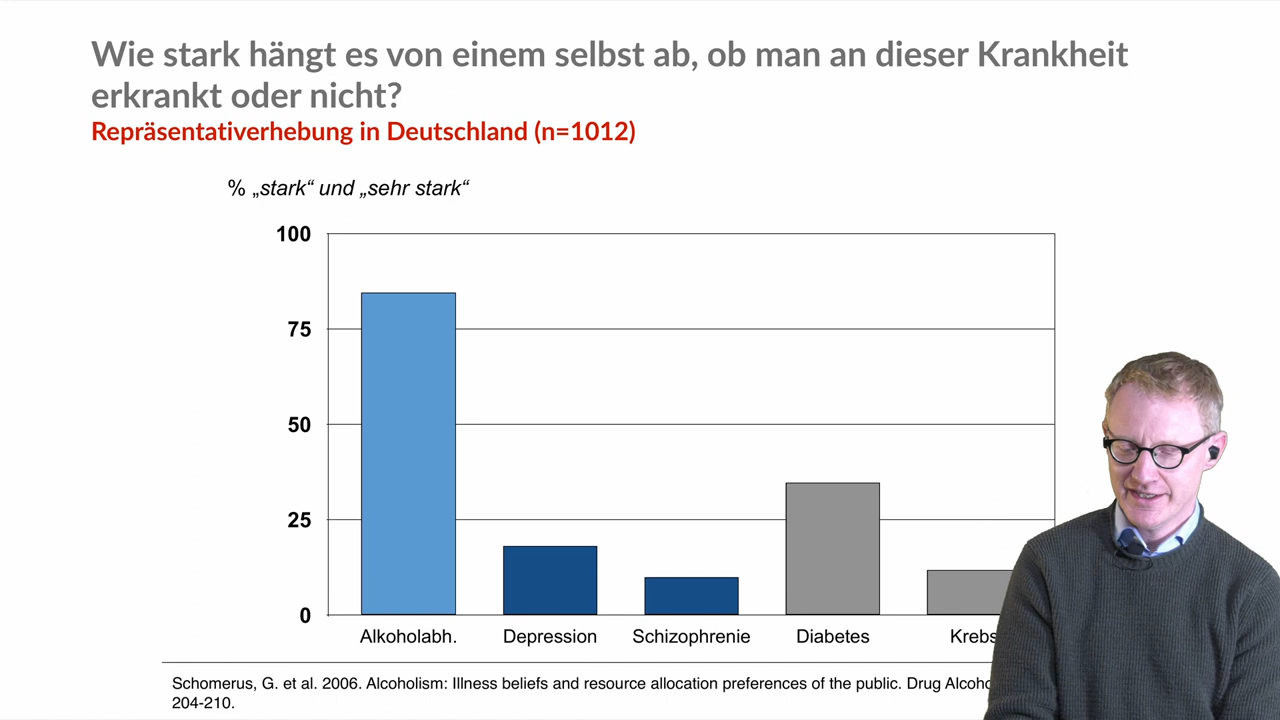 Wie stark hängt es von einem selbst ab, ob man an dieser Krankheit
erkrankt oder nicht?
Repräsentativerhebung in Deutschland (n=1012)
% „stark“ und „sehr stark“
100
75
50
25
0
Alkoholabh. Depression Schizophrenie Diabetes Krebs
Schomerus, G. et al. 2006. Alcoholism: Illness beliefs and resource allocation preferences of the public. Drug Alcoho
204-210.